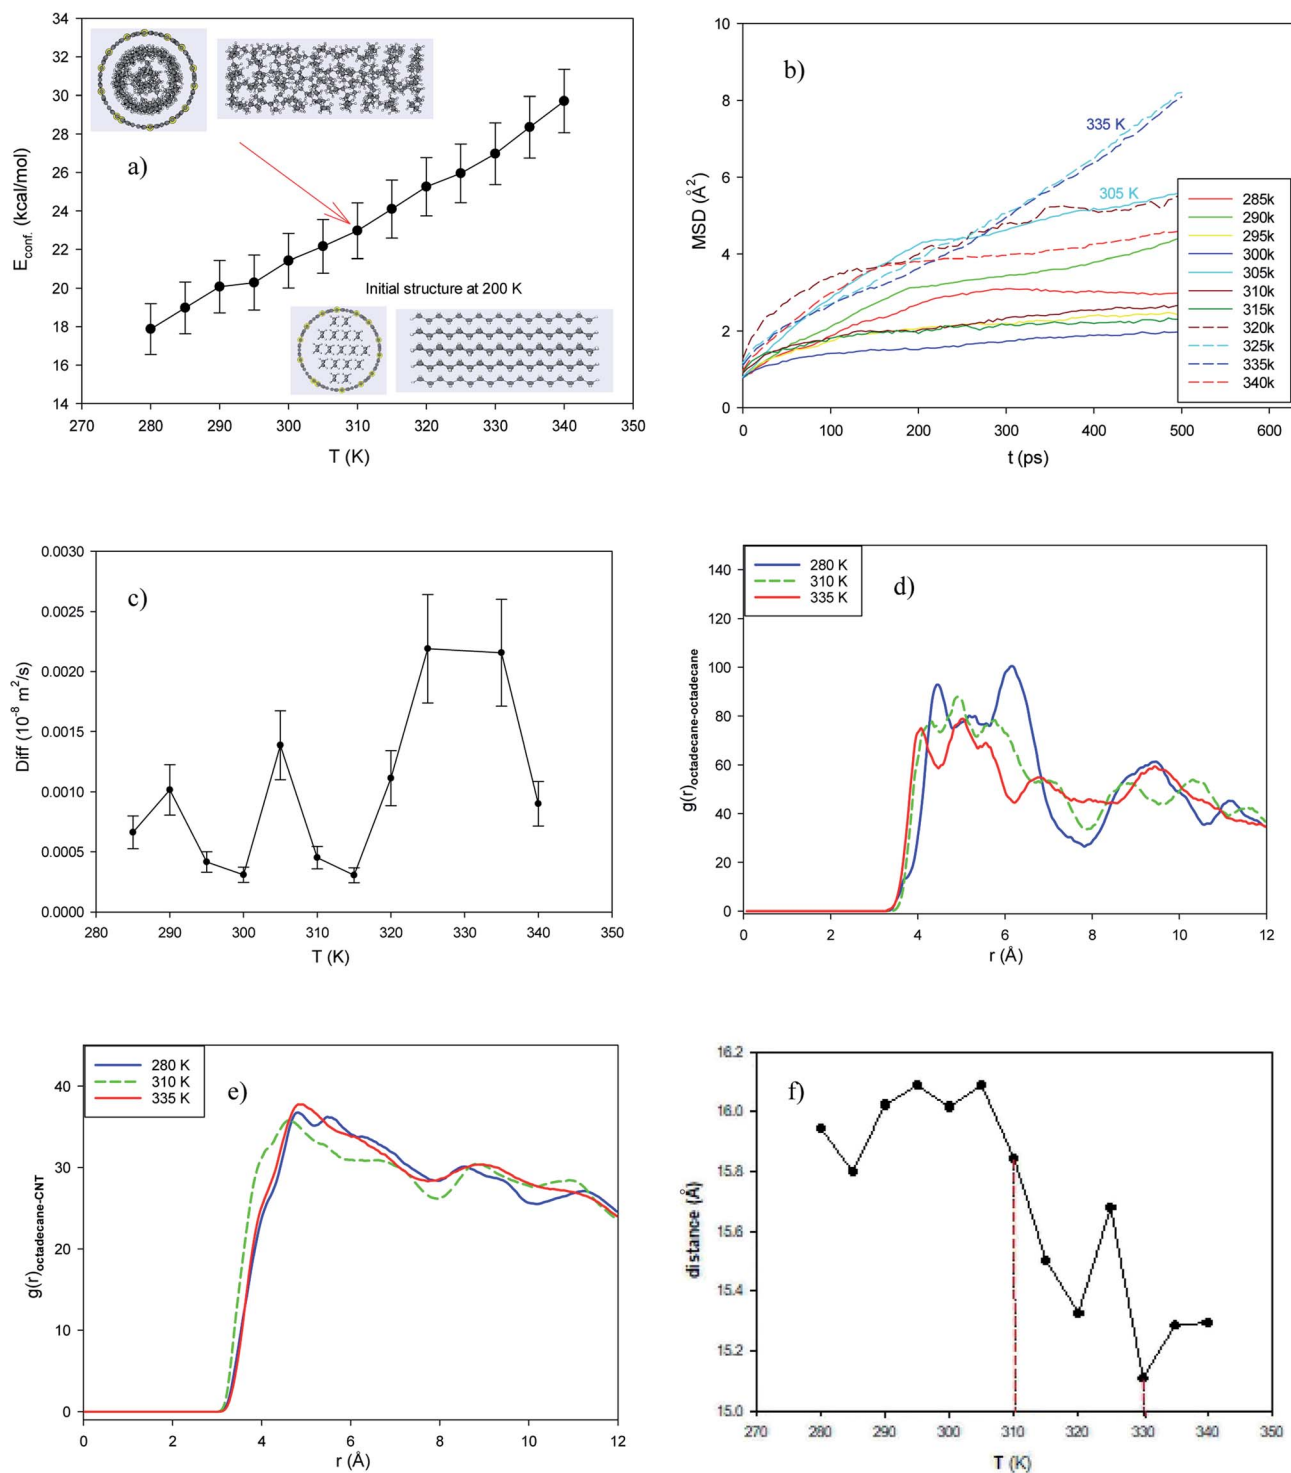 34
32
30
28
26
24
22
20
18
16
14
E_conf. (kcal/mol)
a)
Initial structure at 200 K
270 280 290 300 310 320 330 340 350
T (K)
10
8
6
4
2
0
MSD (Å²)
b)
335 K
305 K
285k
290k
295k
300k
305k
310k
315k
320k
325k
335k
340k
0 100 200 300 400 500 600
t (ps)
0.0030
0.0025
0.0020
0.0015
0.0010
0.0005
0.0000
Diff (10⁻⁸ m²/s)
c)
280 290 300 310 320 330 340 350
T (K)
140
120
100
80
60
40
20
0
g(r)octadecane-octadecane
280 K
310 K
335 K
d)
0 2 4 6 8 10 12
r (Å)
40
30
20
10
0
g(r)octadecane-CNT
280 K
310 K
335 K
e)
0 2 4 6 8 10 12
r (Å)
16.2
16.0
15.8
15.6
15.4
15.2
15.0
distance (Å)
f)
270 280 290 300 310 320 330 340 350
T (K)